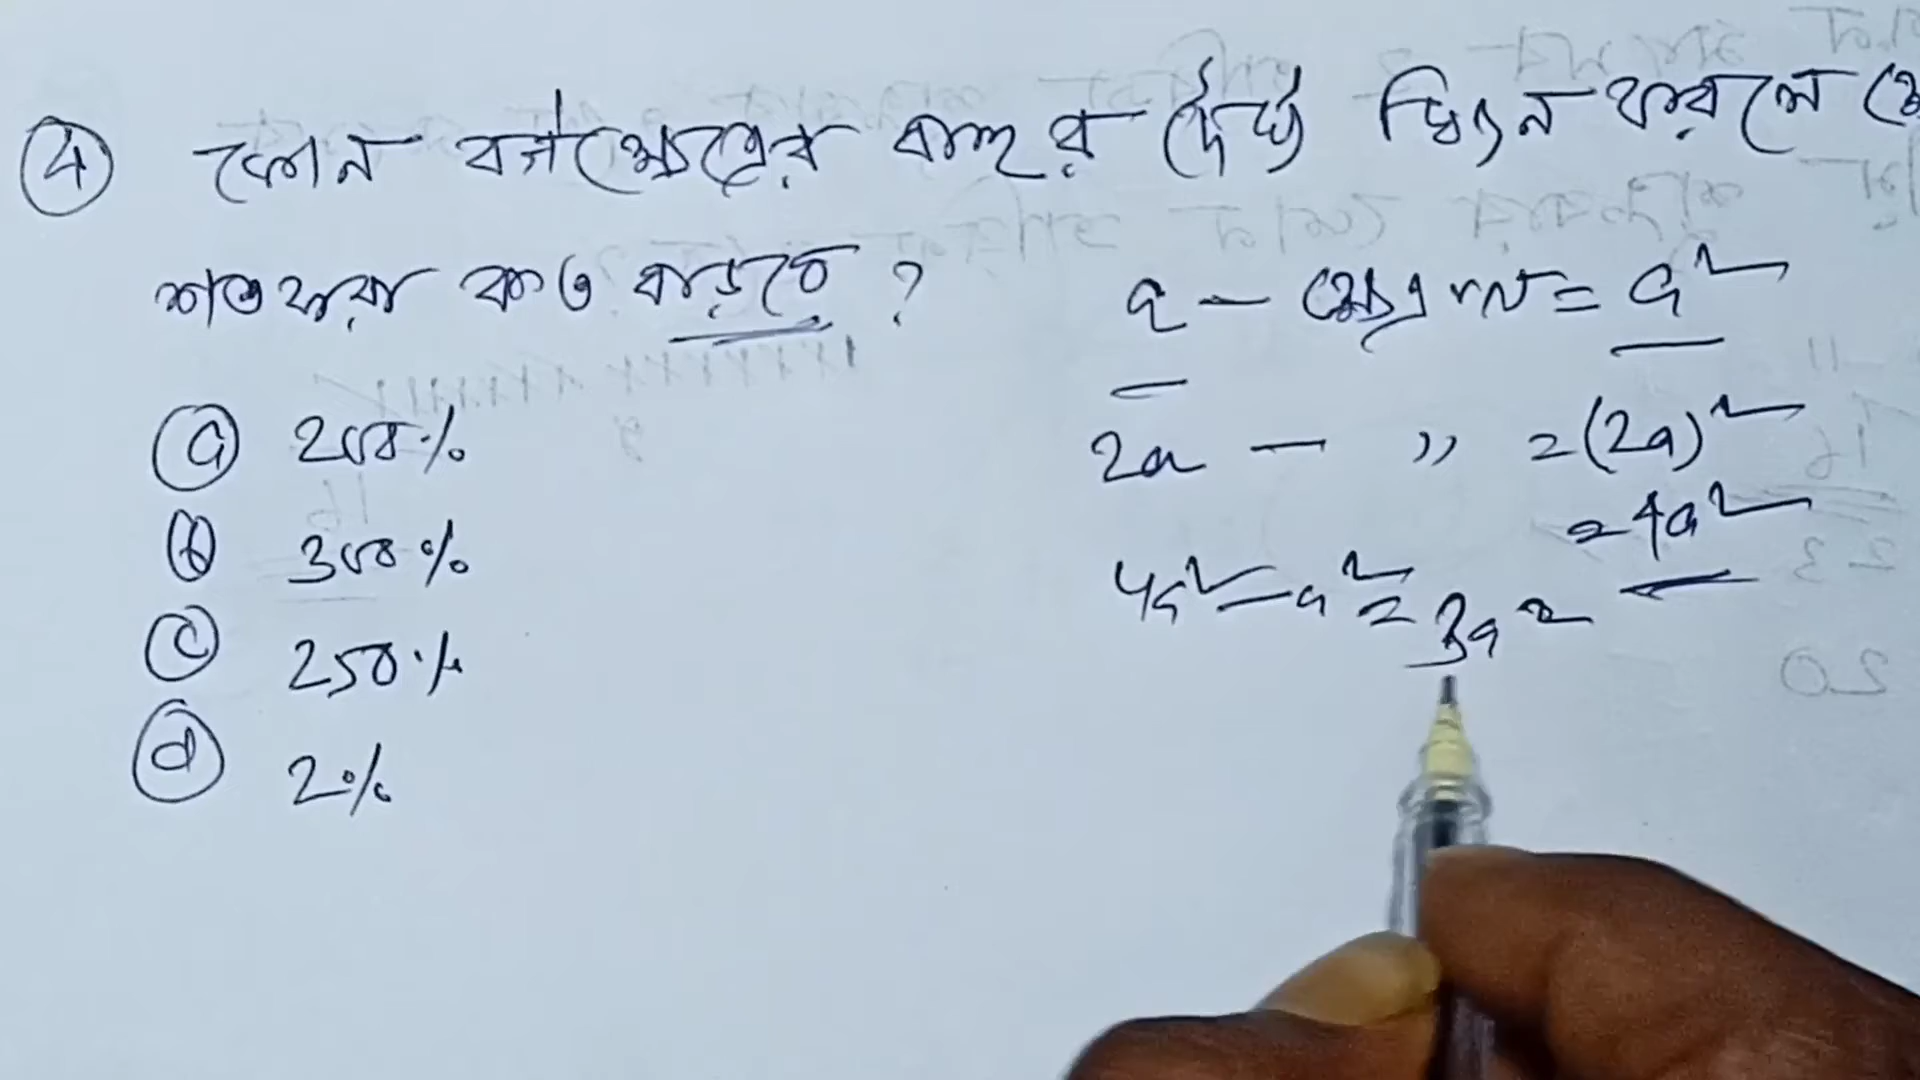 ④ কোন বর্গক্ষেত্রের বাহুর দৈর্ঘ্য দ্বিগুন করলে ক্ষে
শতকরা কত বাড়বে ?
ⓐ 200%
ⓑ 300%
ⓒ 250%
ⓓ 2%
a — ক্ষেত্রফল = a²
2a — " = (2a)²
= 4a²
4a² - a² = 3a²